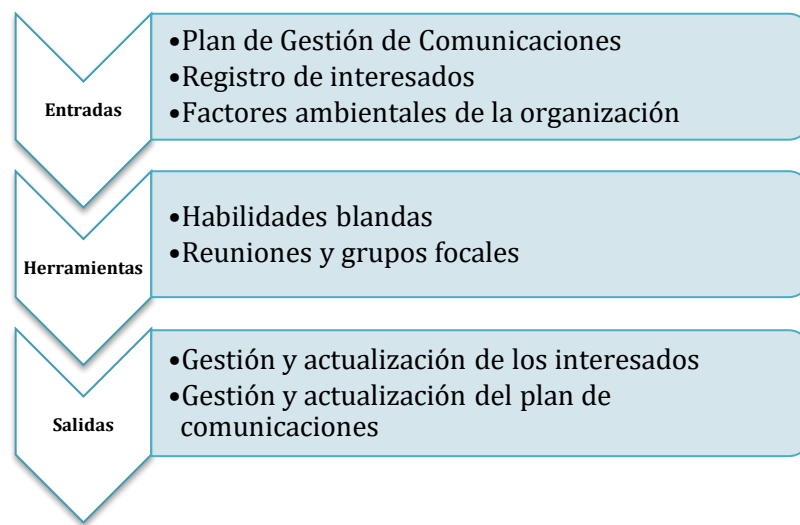 Entradas
•Plan de Gestión de Comunicaciones
•Registro de interesados
•Factores ambientales de la organización
Herramientas
•Habilidades blandas
•Reuniones y grupos focales
Salidas
•Gestión y actualización de los interesados
•Gestión y actualización del plan de
comunicaciones